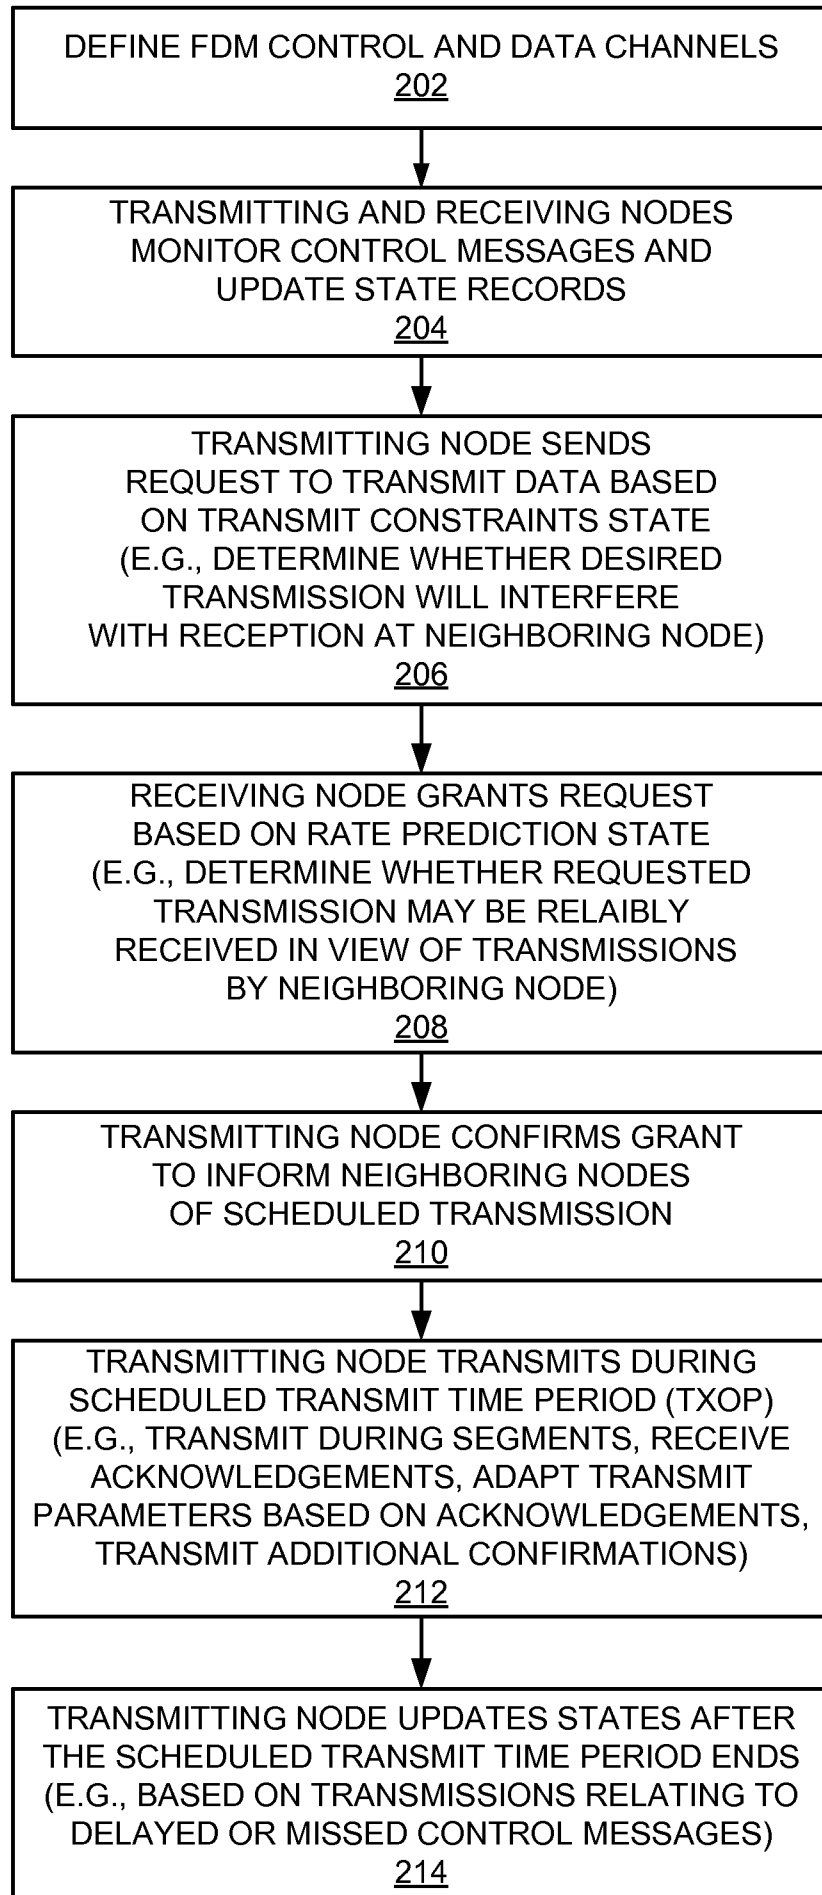 DEFINE FDM CONTROL AND DATA CHANNELS
202
TRANSMITTING AND RECEIVING NODES
MONITOR CONTROL MESSAGES AND
UPDATE STATE RECORDS
204
TRANSMITTING NODE SENDS
REQUEST TO TRANSMIT DATA BASED
ON TRANSMIT CONSTRAINTS STATE
(E.G., DETERMINE WHETHER DESIRED
TRANSMISSION WILL INTERFERE
WITH RECEPTION AT NEIGHBORING NODE)
206
RECEIVING NODE GRANTS REQUEST
BASED ON RATE PREDICTION STATE
(E.G., DETERMINE WHETHER REQUESTED
TRANSMISSION MAY BE RELAIBLY
RECEIVED IN VIEW OF TRANSMISSIONS
BY NEIGHBORING NODE)
208
TRANSMITTING NODE CONFIRMS GRANT
TO INFORM NEIGHBORING NODES
OF SCHEDULED TRANSMISSION
210
TRANSMITTING NODE TRANSMITS DURING
SCHEDULED TRANSMIT TIME PERIOD (TXOP)
(E.G., TRANSMIT DURING SEGMENTS, RECEIVE
ACKNOWLEDGEMENTS, ADAPT TRANSMIT
PARAMETERS BASED ON ACKNOWLEDGEMENTS,
TRANSMIT ADDITIONAL CONFIRMATIONS)
212
TRANSMITTING NODE UPDATES STATES AFTER
THE SCHEDULED TRANSMIT TIME PERIOD ENDS
(E.G., BASED ON TRANSMISSIONS RELATING TO
DELAYED OR MISSED CONTROL MESSAGES)
214